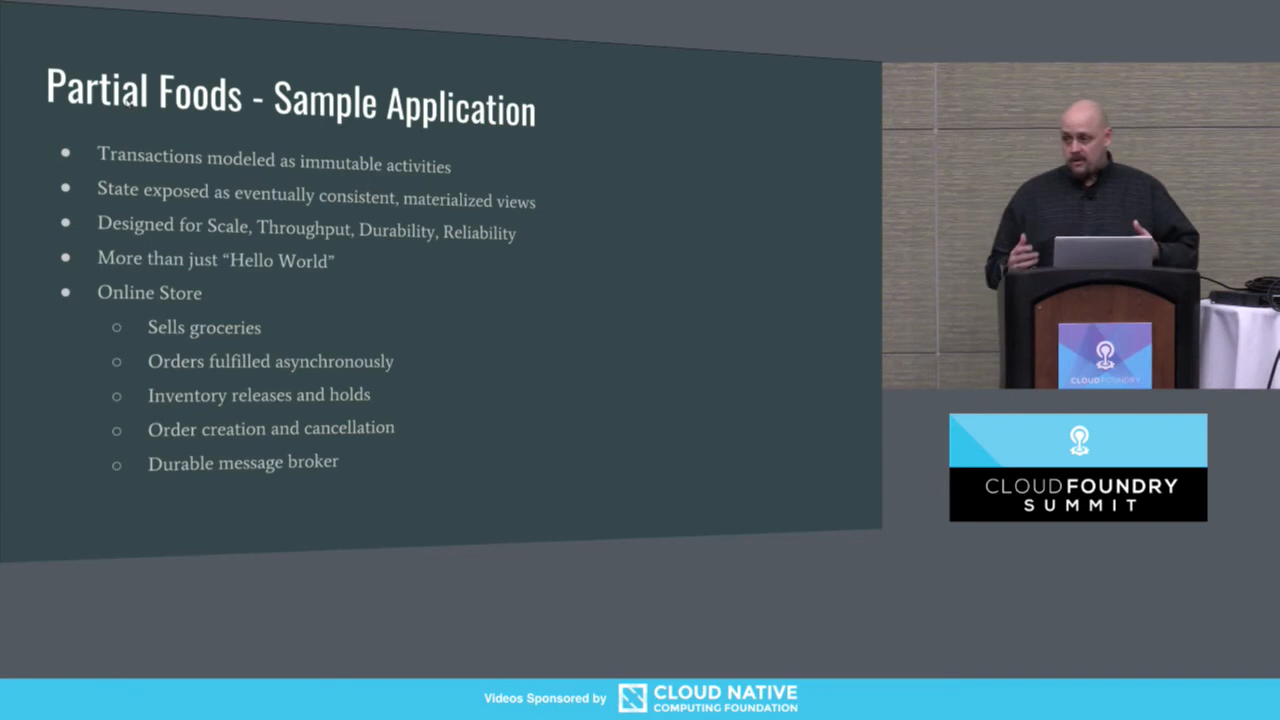 Partial Foods - Sample Application
Transactions modeled as immutable activities
State exposed as eventually consistent, materialized views
Designed for Scale, Throughput, Durability, Reliability
More than just “Hello World”
Online Store
Sells groceries
Orders fulfilled asynchronously
Inventory releases and holds
Order creation and cancellation
Durable message broker
CLOUDFOUNDRY
CLOUDFOUNDRY
SUMMIT
Videos Sponsored by
CLOUD NATIVE
COMPUTING FOUNDATION